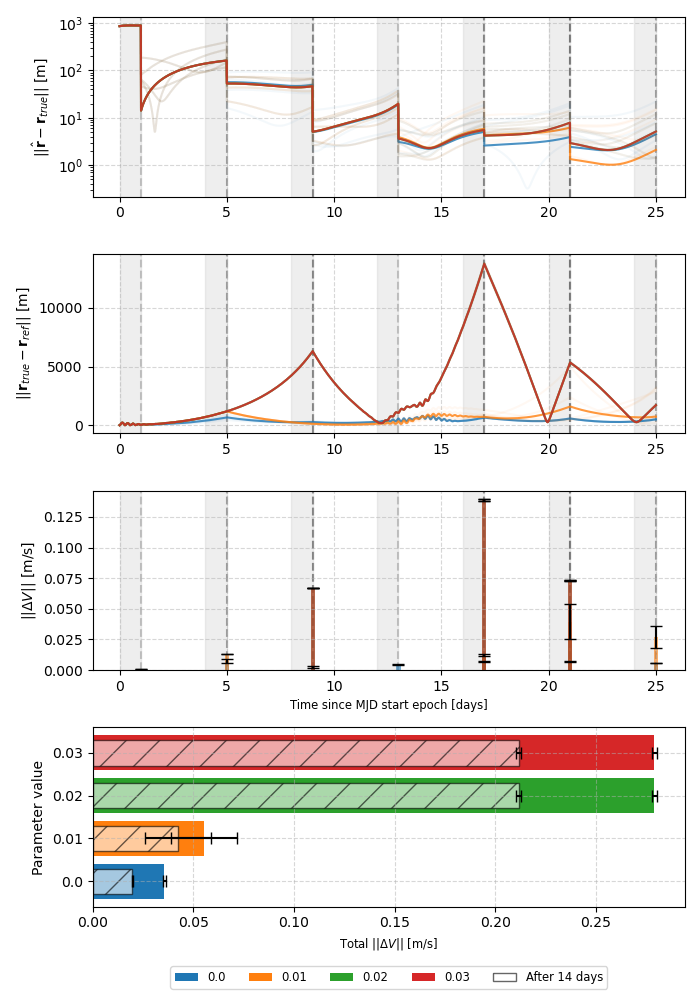 10³
10²
10¹
10⁰
||r̂ − r_true|| [m]
0 5 10 15 20 25
10000
5000
0
||r_true − r_ref|| [m]
0 5 10 15 20 25
0.125
0.100
0.075
0.050
0.025
0.000
||ΔV|| [m/s]
0 5 10 15 20 25
Time since MJD start epoch [days]
0.03
0.02
0.01
0.0
Parameter value
0.00 0.05 0.10 0.15 0.20 0.25
Total ||ΔV|| [m/s]
0.0 0.01 0.02 0.03 After 14 days